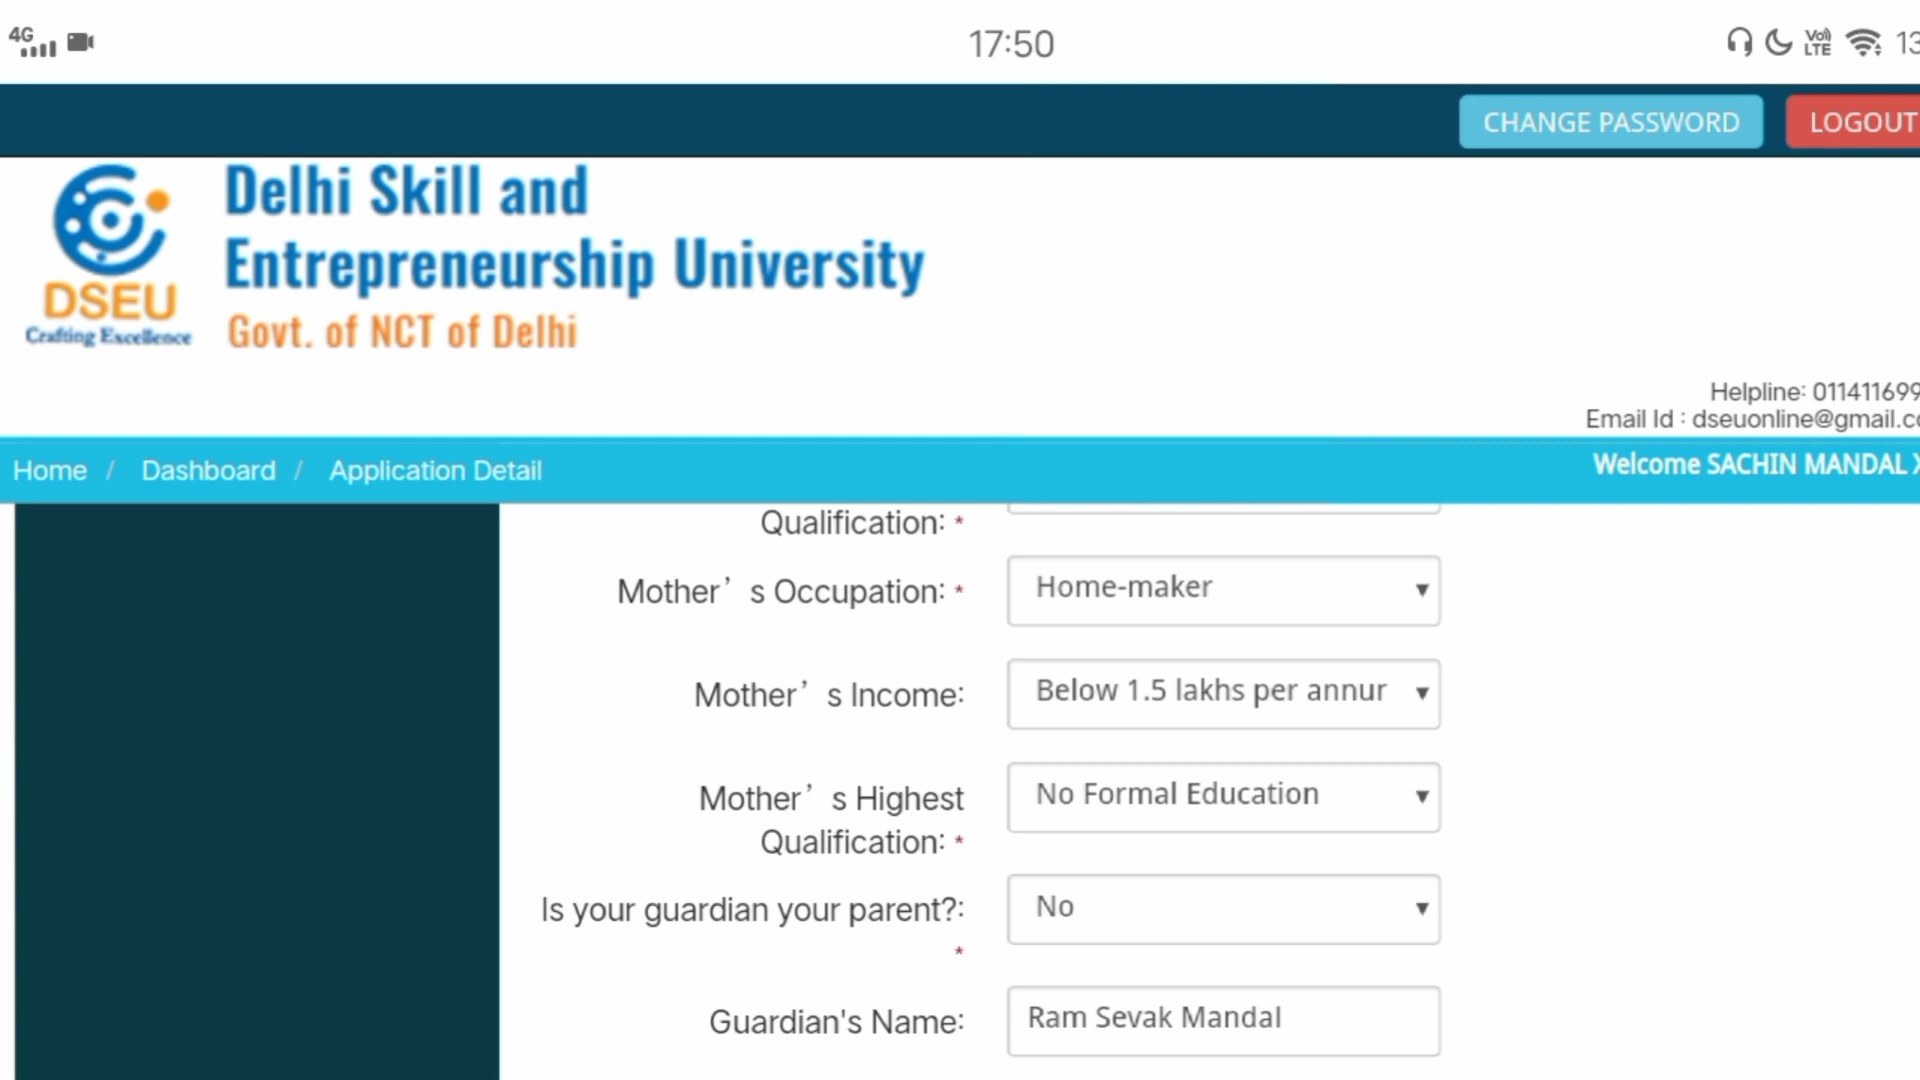 4G 17:50 Vo) LTE
CHANGE PASSWORD LOGOUT
Delhi Skill and
Entrepreneurship University
Govt. of NCT of Delhi
DSEU
Crafting Excellence
Helpline: 011411699
Email Id : dseuonline@gmail.co
Home / Dashboard / Application Detail Welcome SACHIN MANDAL X
Qualification: *
Mother’ s Occupation: * Home-maker
Mother’ s Income: Below 1.5 lakhs per annur
Mother’ s Highest No Formal Education
Qualification: *
Is your guardian your parent?: No
*
Guardian's Name: Ram Sevak Mandal